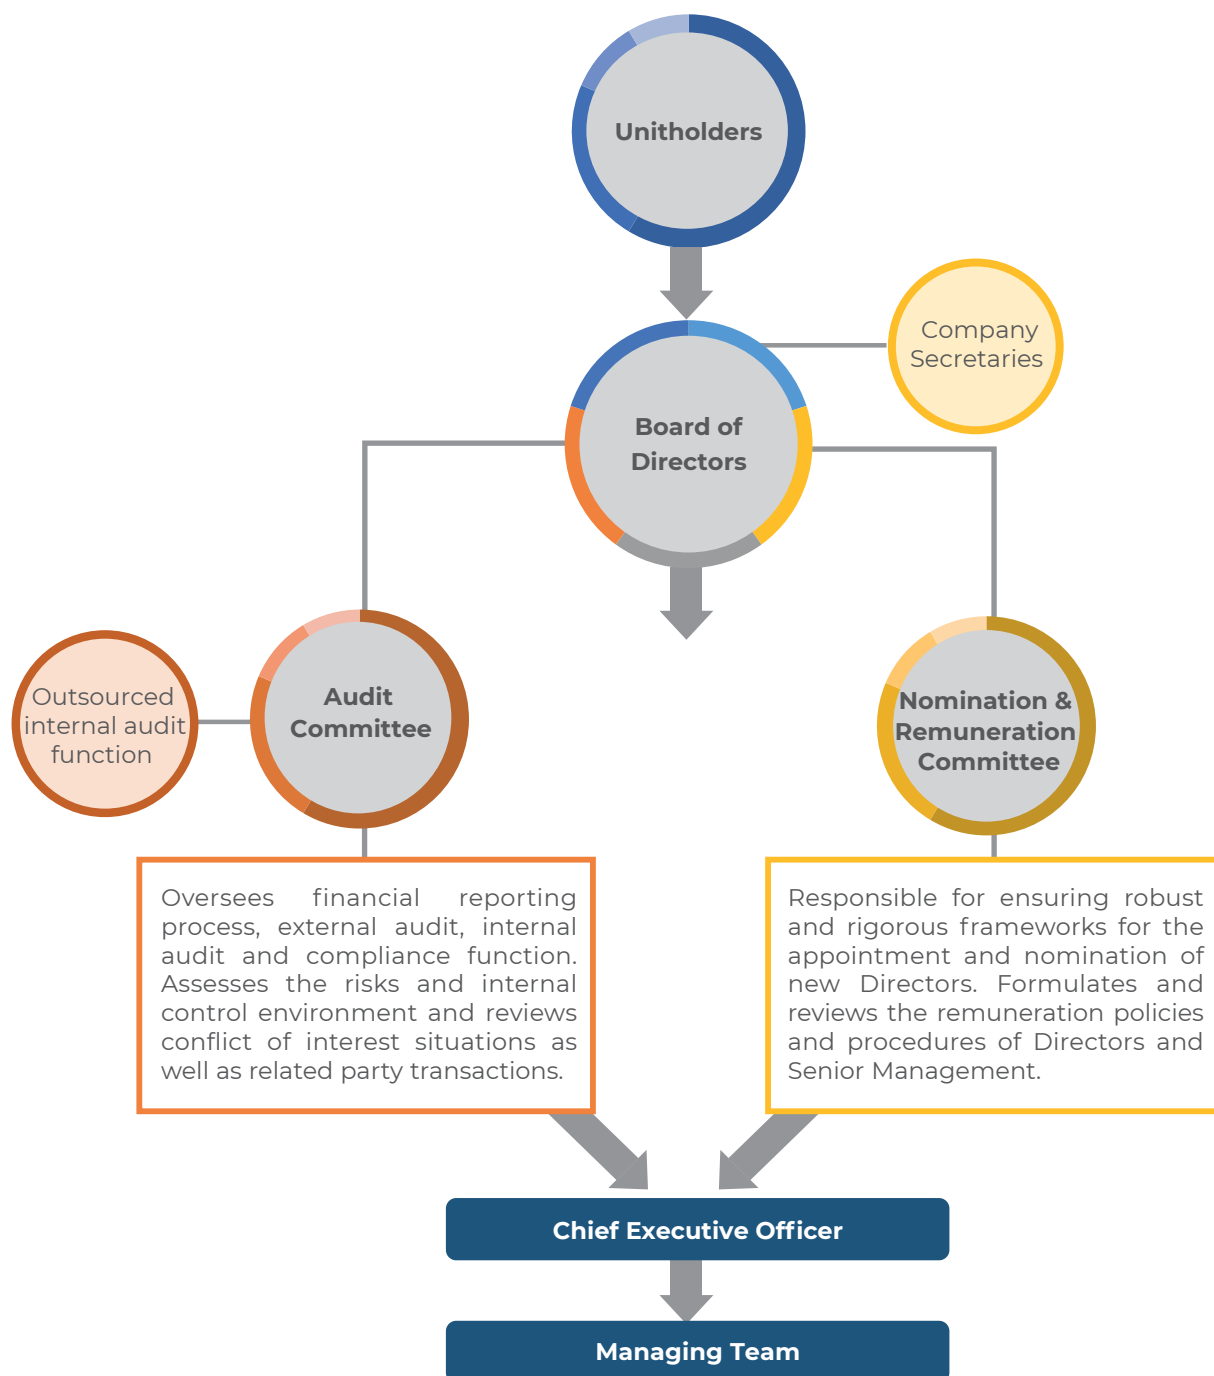 Unitholders
Company
Secretaries
Board of
Directors
Outsourced
internal audit
function
Audit
Committee
Nomination &
Remuneration
Committee
Oversees financial reporting
process, external audit, internal
audit and compliance function.
Assesses the risks and internal
control environment and reviews
conflict of interest situations as
well as related party transactions.
Responsible for ensuring robust
and rigorous frameworks for the
appointment and nomination of
new Directors. Formulates and
reviews the remuneration policies
and procedures of Directors and
Senior Management.
Chief Executive Officer
Managing Team